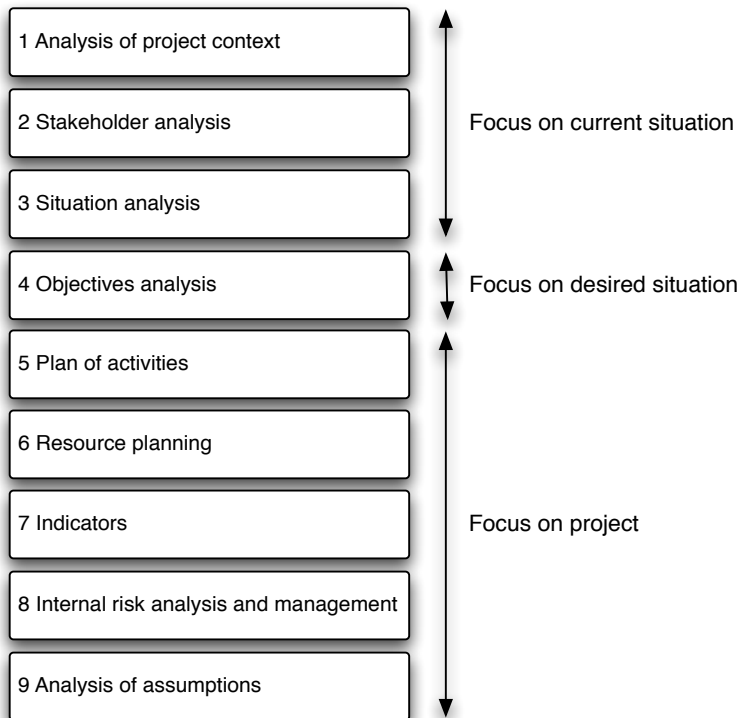 1 Analysis of project context
2 Stakeholder analysis
Focus on current situation
3 Situation analysis
4 Objectives analysis
Focus on desired situation
5 Plan of activities
6 Resource planning
7 Indicators
Focus on project
8 Internal risk analysis and management
9 Analysis of assumptions